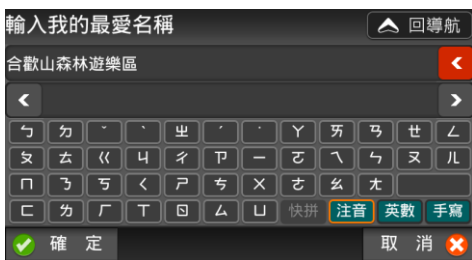 輸入我的最愛名稱 回導航
合歡山森林遊樂區
ㄅ ㄉ ˇ ˋ ㄓ ˊ ˙ ㄚ ㄞ ㄢ ㄝ ㄥ
ㄆ ㄊ ㄍ ㄐ ㄔ ㄗ ㄧ ㄛ ㄟ ㄣ ㄡ ㄦ
ㄇ ㄋ ㄎ ㄑ ㄕ ㄘ ㄨ ㄜ ㄠ ㄤ
ㄈ ㄌ ㄏ ㄒ ㄖ ㄙ ㄩ 快拼 注音 英數 手寫
確 定 取 消